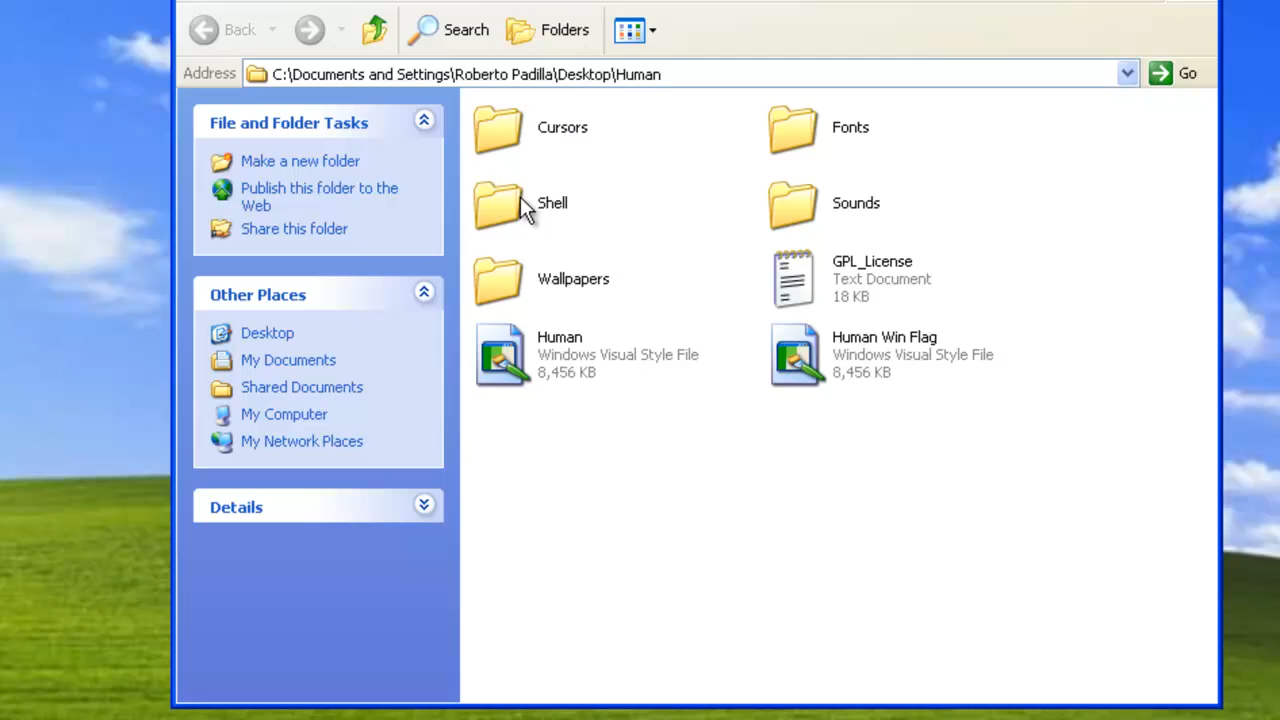 Back
Search
Folders
Address
C:\Documents and Settings\Roberto Padilla\Desktop\Human
Go
File and Folder Tasks
Make a new folder
Publish this folder to the
Web
Share this folder
Other Places
Desktop
My Documents
Shared Documents
My Computer
My Network Places
Details
Cursors
Fonts
Shell
Sounds
Wallpapers
GPL_License
Text Document
18 KB
Human
Windows Visual Style File
8,456 KB
Human Win Flag
Windows Visual Style File
8,456 KB